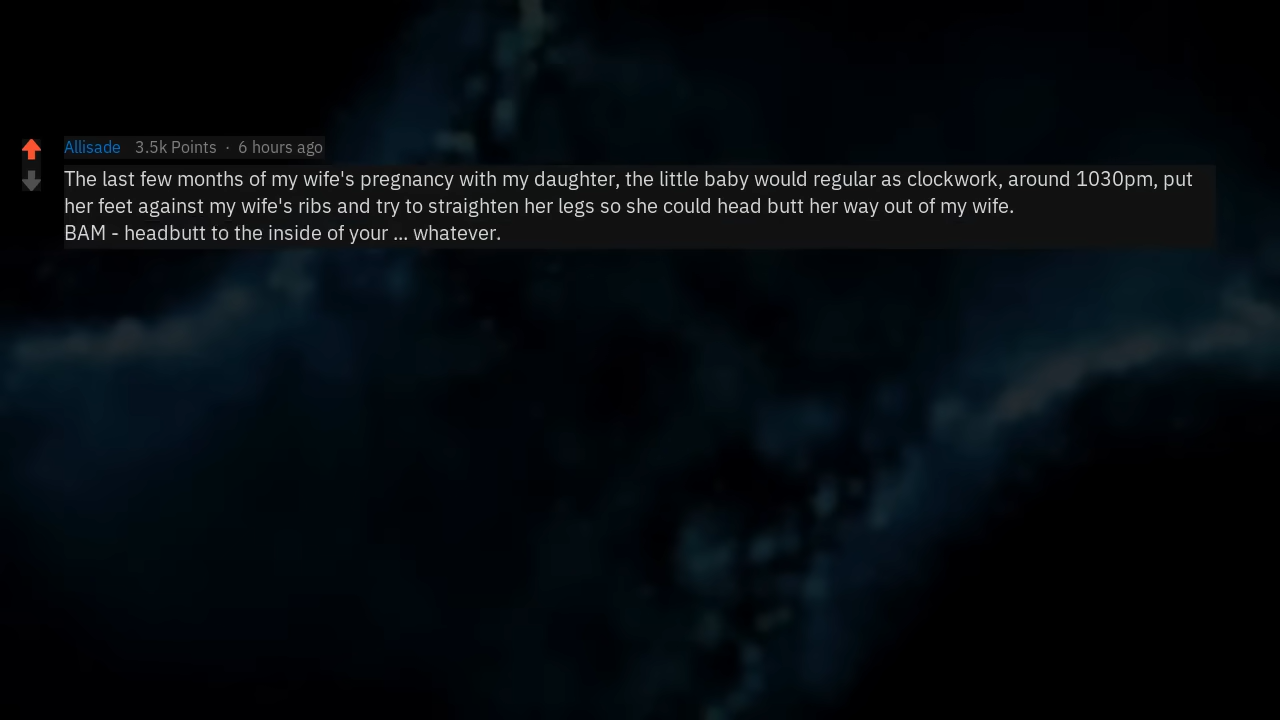 Allisade 3.5k Points · 6 hours ago
The last few months of my wife's pregnancy with my daughter, the little baby would regular as clockwork, around 1030pm, put
her feet against my wife's ribs and try to straighten her legs so she could head butt her way out of my wife.
BAM - headbutt to the inside of your ... whatever.